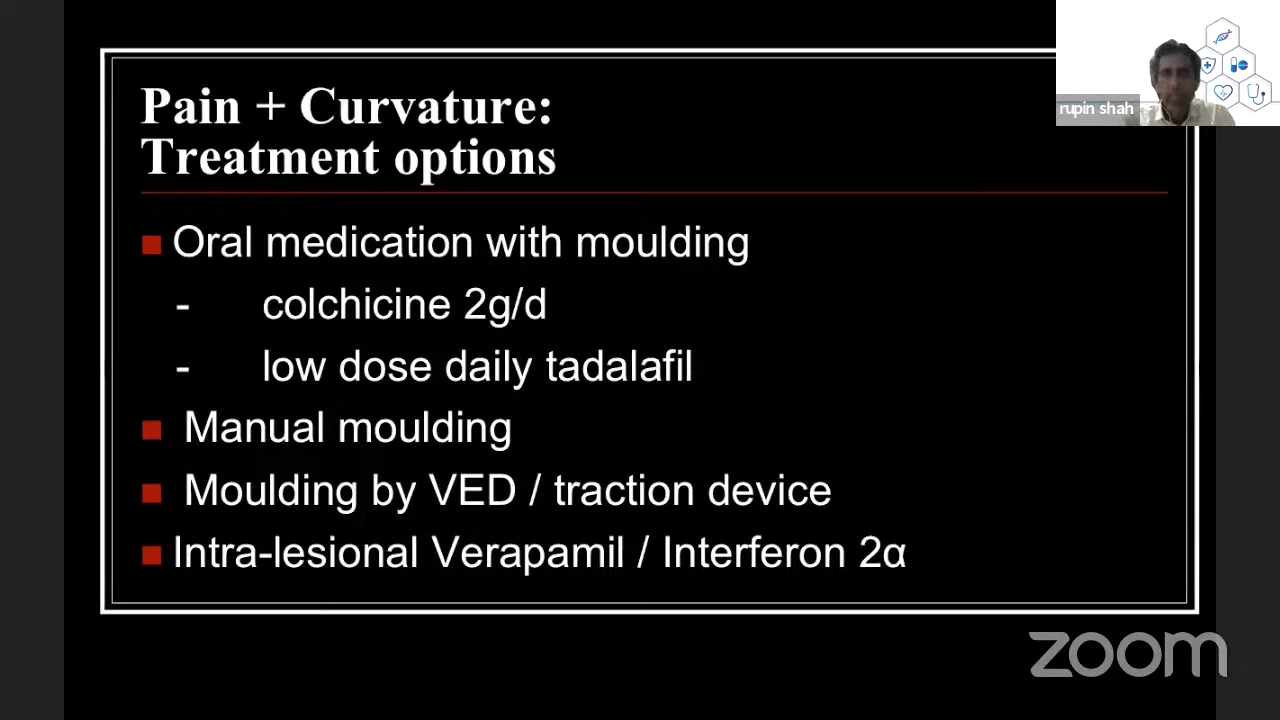 Pain + Curvature:
Treatment options
Oral medication with moulding
- colchicine 2g/d
- low dose daily tadalafil
Manual moulding
Moulding by VED / traction device
Intra-lesional Verapamil / Interferon 2α
rupin shah
zoom